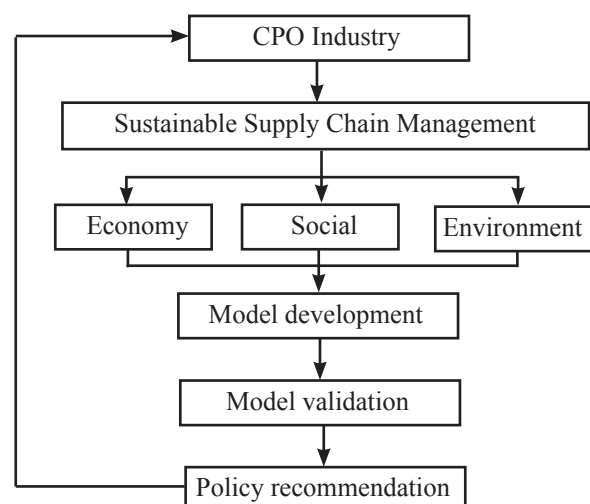 CPO Industry
Sustainable Supply Chain Management
Economy
Social
Environment
Model development
Model validation
Policy recommendation